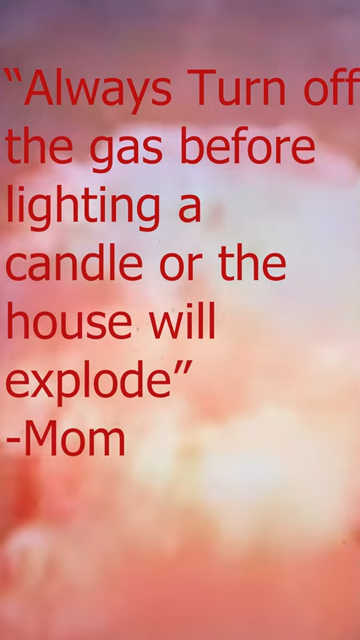 “Always Turn off
the gas before
lighting a
candle or the
house will
explode”
-Mom